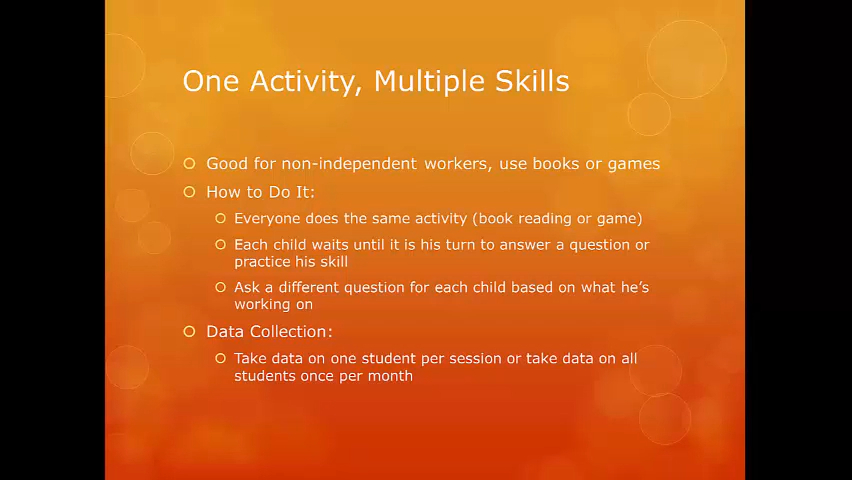 One Activity, Multiple Skills
Good for non-independent workers, use books or games
How to Do It:
Everyone does the same activity (book reading or game)
Each child waits until it is his turn to answer a question or
practice his skill
Ask a different question for each child based on what he's
working on
Data Collection:
Take data on one student per session or take data on all
students once per month